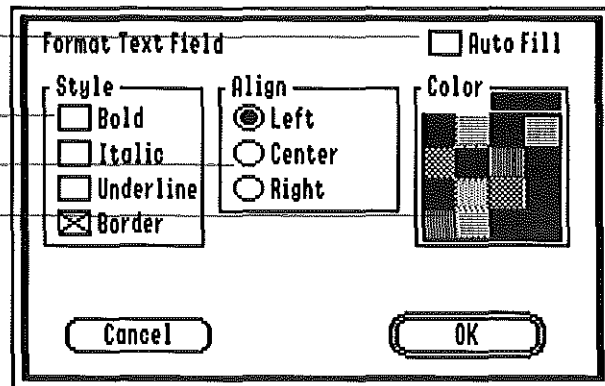 Format Text Field
Auto Fill
Style
Bold
Italic
Underline
Border
Align
Left
Center
Right
Color
Cancel
OK